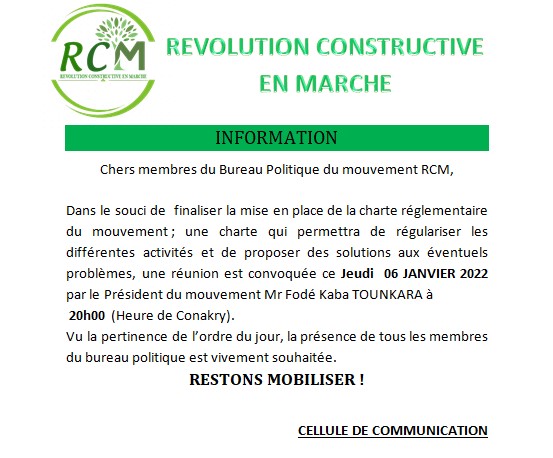 RCM
REVOLUTION CONSTRUCTIVE EN MARCHE
REVOLUTION CONSTRUCTIVE
EN MARCHE
INFORMATION
Chers membres du Bureau Politique du mouvement RCM,
Dans le souci de finaliser la mise en place de la charte réglementaire
du mouvement ; une charte qui permettra de régulariser les
différentes activités et de proposer des solutions aux éventuels
problèmes, une réunion est convoquée ce Jeudi 06 JANVIER 2022
par le Président du mouvement Mr Fodé Kaba TOUNKARA à
20h00 (Heure de Conakry).
Vu la pertinence de l'ordre du jour, la présence de tous les membres
du bureau politique est vivement souhaitée.
RESTONS MOBILISER !
CELLULE DE COMMUNICATION